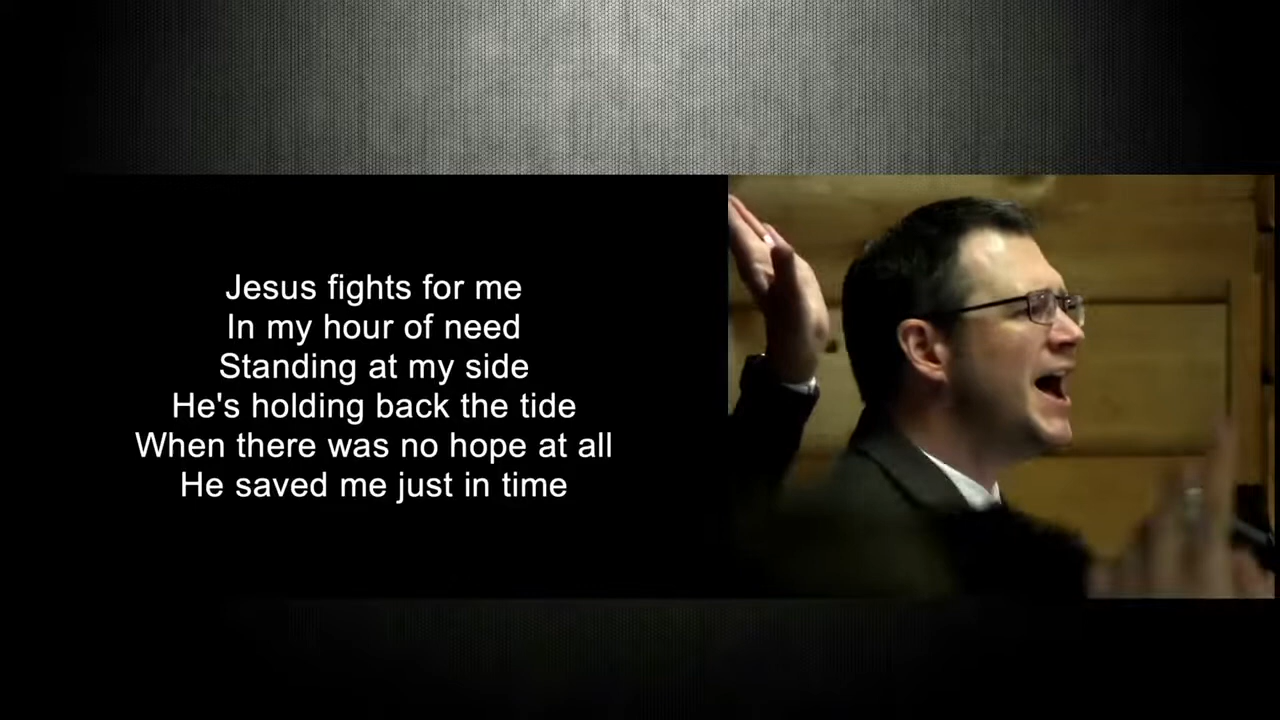 Jesus fights for me
In my hour of need
Standing at my side
He's holding back the tide
When there was no hope at all
He saved me just in time